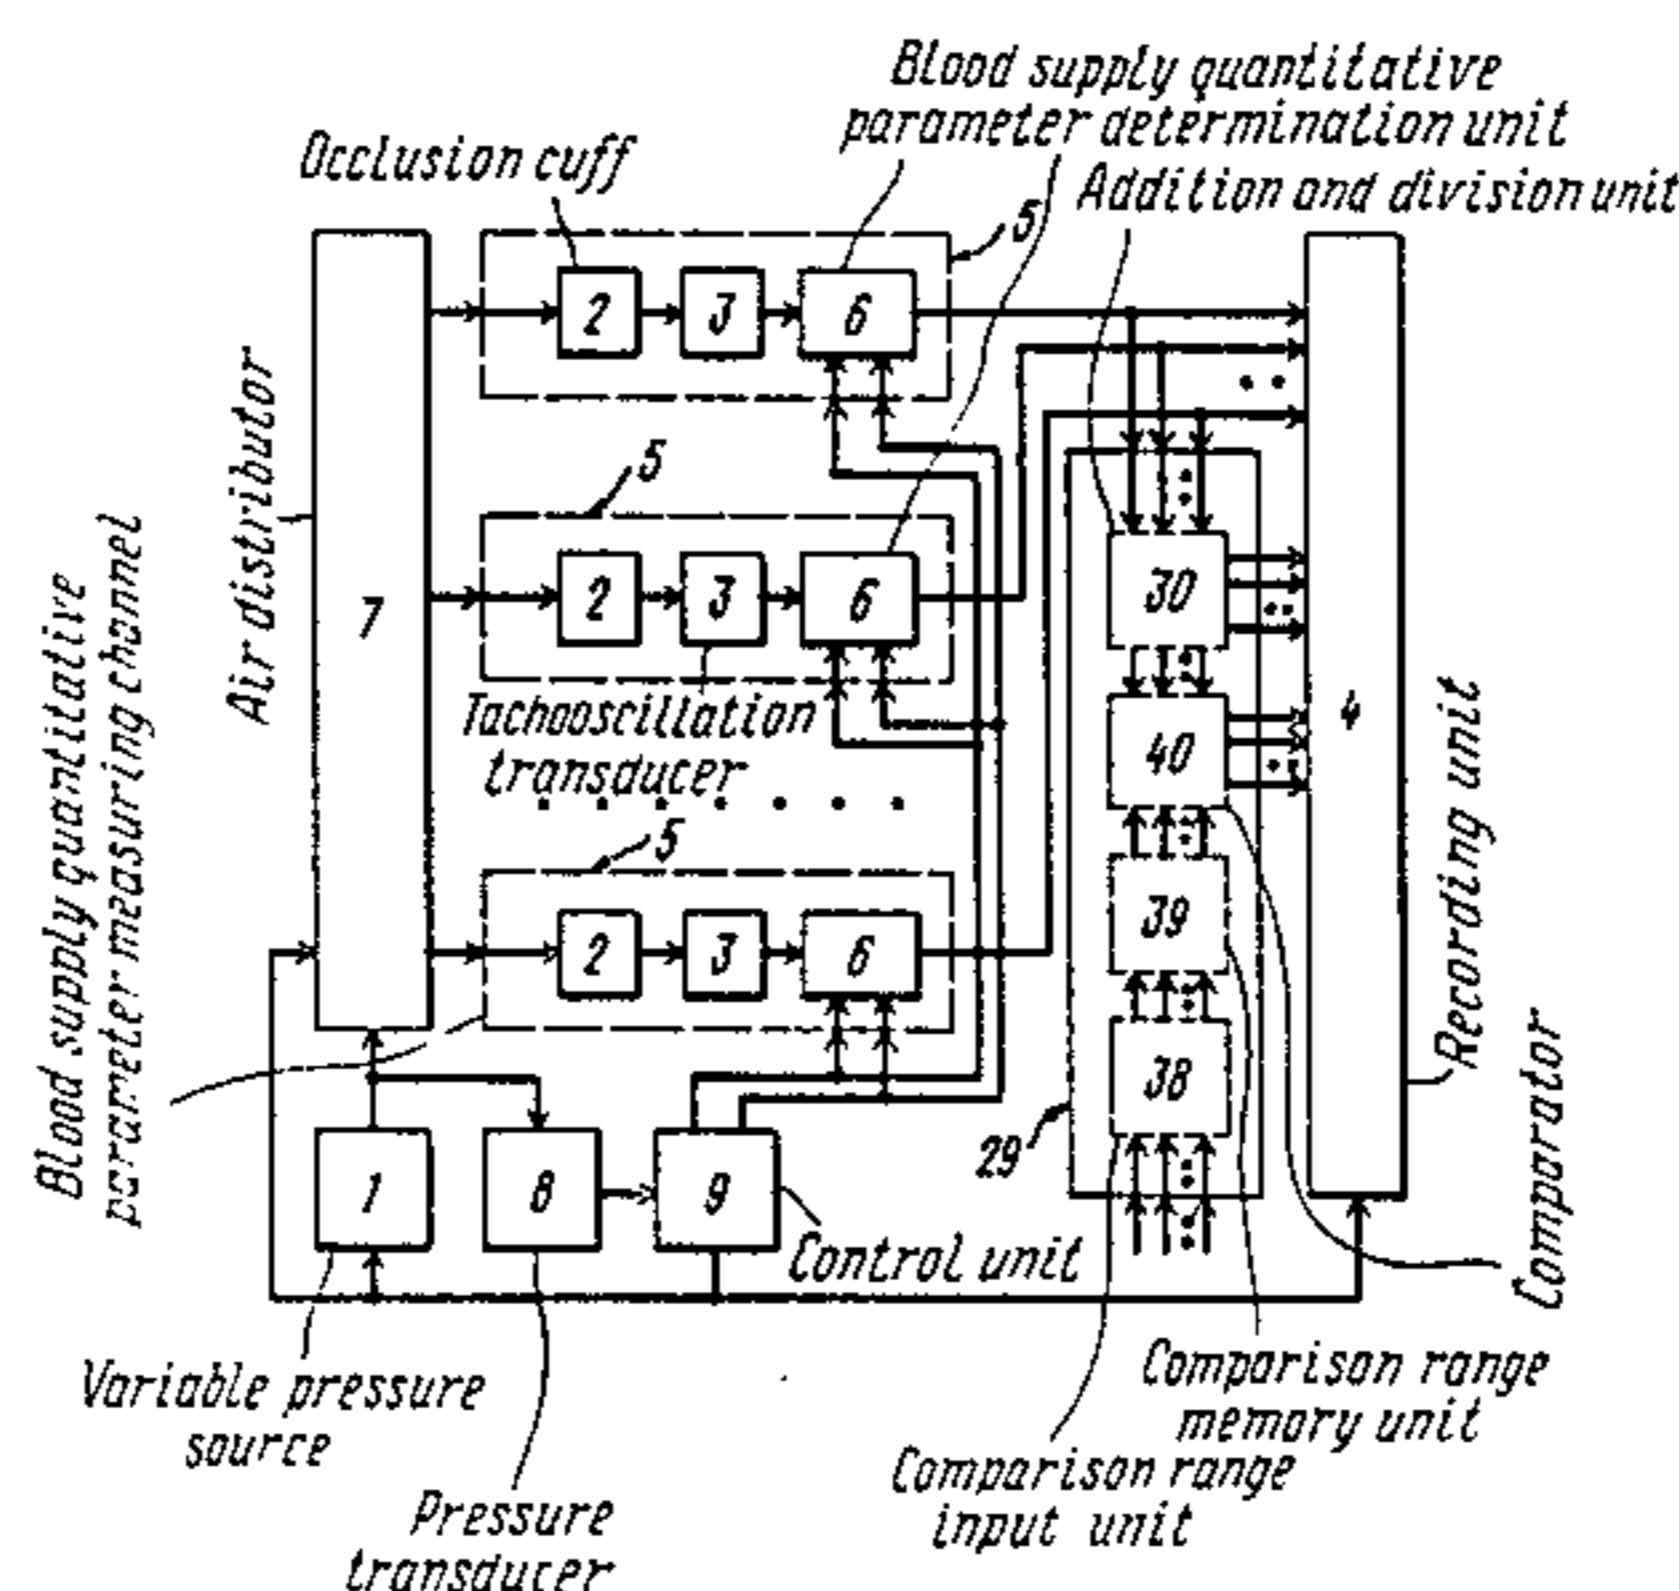 Blood supply quantitative
parameter determination unit
Occlusion cuff
Addition and division unit
5
2
3
6
Air distributor
7
5
2
3
6
30
Blood supply quantitative
parameter measuring channel
Tachooscillation
transducer
40
4
5
2
3
6
39
Recording unit
38
29
1
8
9
Control unit
Comparator
Variable pressure
source
Comparison range
memory unit
Comparison range
input unit
Pressure
transducer